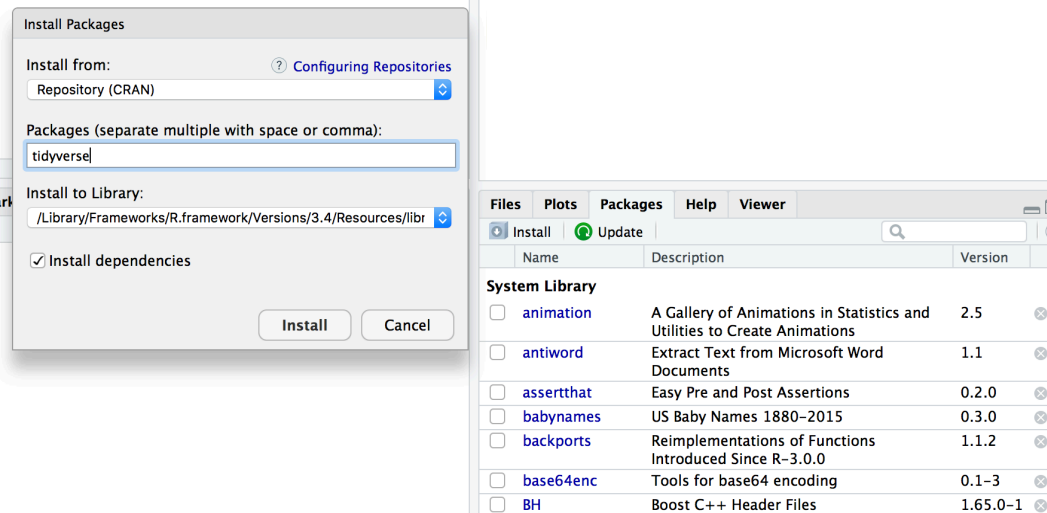 Install Packages
Install from:
? Configuring Repositories
Repository (CRAN)
Packages (separate multiple with space or comma):
tidyverse
Install to Library:
/Library/Frameworks/R.framework/Versions/3.4/Resources/libr
Install dependencies
Install Cancel
Files Plots Packages Help Viewer
Install Update
Name Description Version
System Library
animation A Gallery of Animations in Statistics and 2.5
Utilities to Create Animations
antiword Extract Text from Microsoft Word 1.1
Documents
assertthat Easy Pre and Post Assertions 0.2.0
babynames US Baby Names 1880-2015 0.3.0
backports Reimplementations of Functions 1.1.2
Introduced Since R-3.0.0
base64enc Tools for base64 encoding 0.1-3
BH Boost C++ Header Files 1.65.0-1